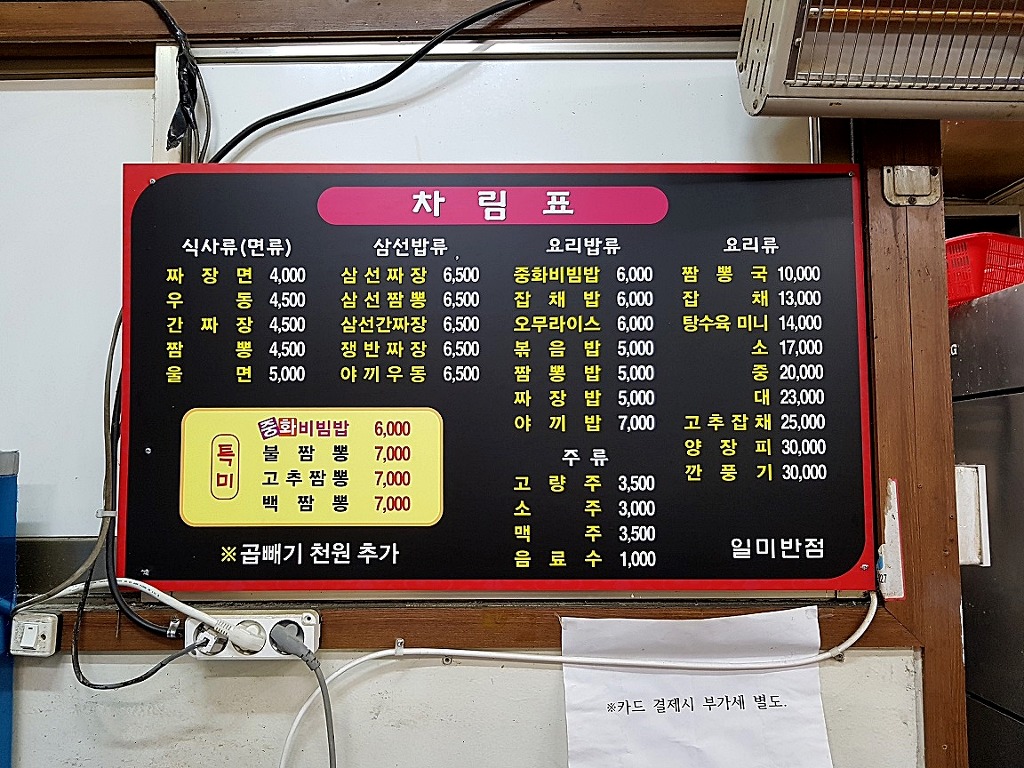 차림표
식사류(면류)
짜장면 4,000
우동 4,500
간짜장 4,500
짬뽕 4,500
울면 5,000
삼선밥류
삼선짜장 6,500
삼선짬뽕 6,500
삼선간짜장 6,500
쟁반짜장 6,500
야끼우동 6,500
특미
중화비빔밥 6,000
불짬뽕 7,000
고추짬뽕 7,000
백짬뽕 7,000
※곱빼기 천원 추가
요리밥류
중화비빔밥 6,000
잡채밥 6,000
오무라이스 6,000
볶음밥 5,000
짬뽕밥 5,000
짜장밥 5,000
야끼밥 7,000
주류
고량주 3,500
소주 3,000
맥주 3,500
음료수 1,000
요리류
짬뽕국 10,000
잡채 13,000
탕수육 미니 14,000
소 17,000
중 20,000
대 23,000
고추잡채 25,000
양장피 30,000
깐풍기 30,000
일미반점
※카드 결제시 부가세 별도.